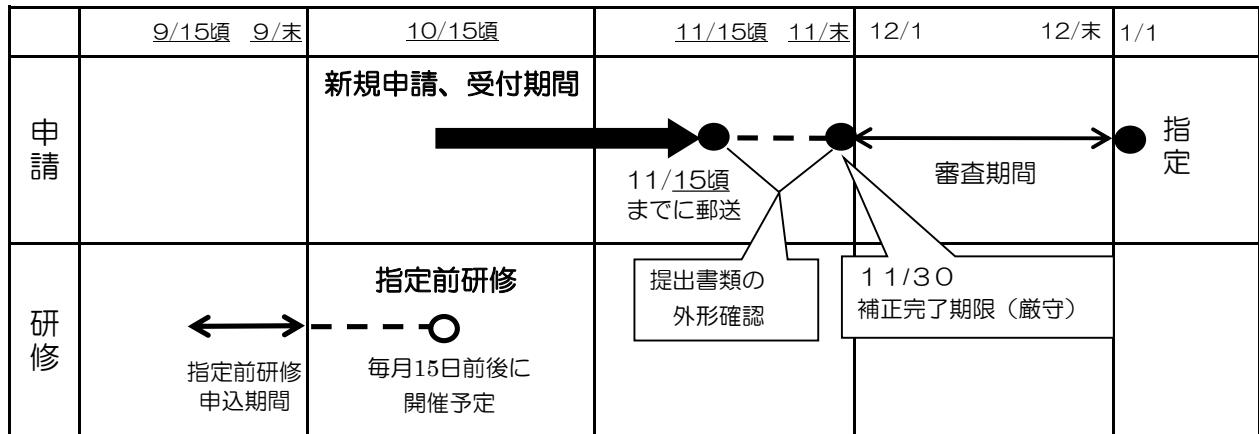 9/15頃 9/末 10/15頃 11/15頃 11/末 12/1 12/末 1/1
申請
新規申請、受付期間
11/15頃
までに郵送
審査期間
指定
提出書類の
外形確認
11/30
補正完了期限（厳守）
研修
指定前研修
指定前研修
申込期間
毎月15日前後に
開催予定